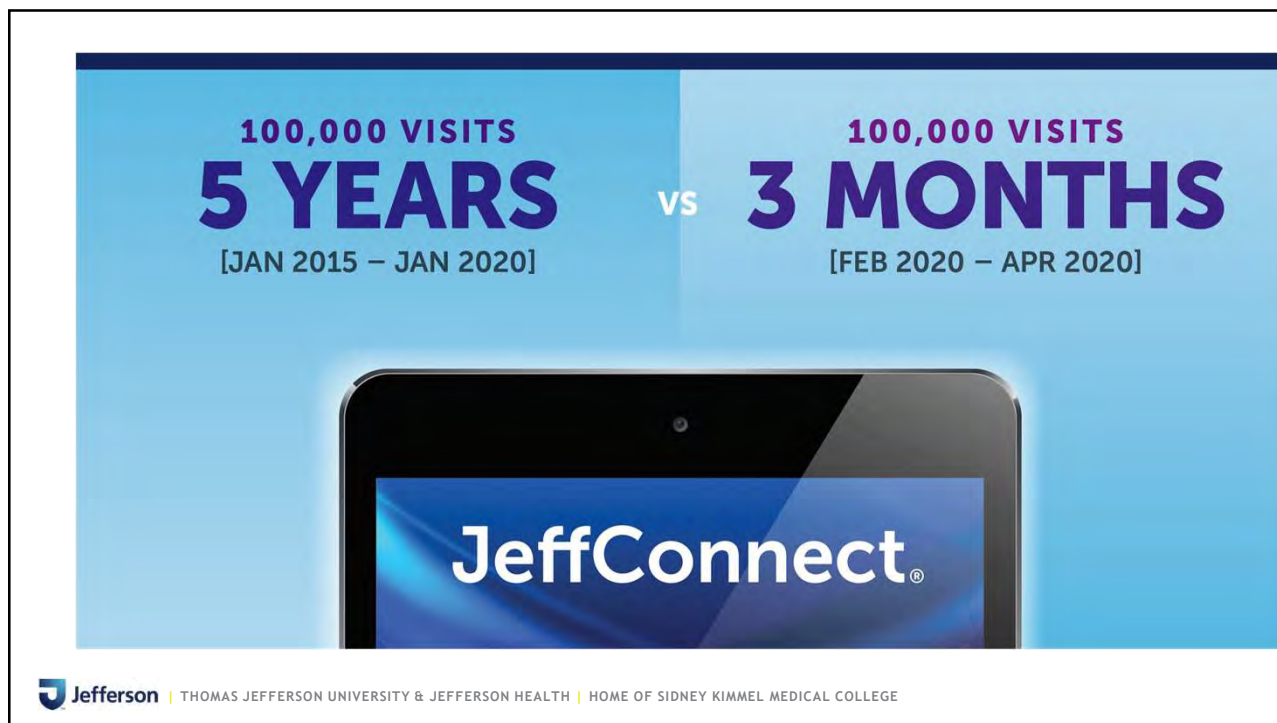 100,000 VISITS
5 YEARS
[JAN 2015 – JAN 2020]
VS
100,000 VISITS
3 MONTHS
[FEB 2020 – APR 2020]
JeffConnect®
Jefferson | THOMAS JEFFERSON UNIVERSITY & JEFFERSON HEALTH | HOME OF SIDNEY KIMMEL MEDICAL COLLEGE